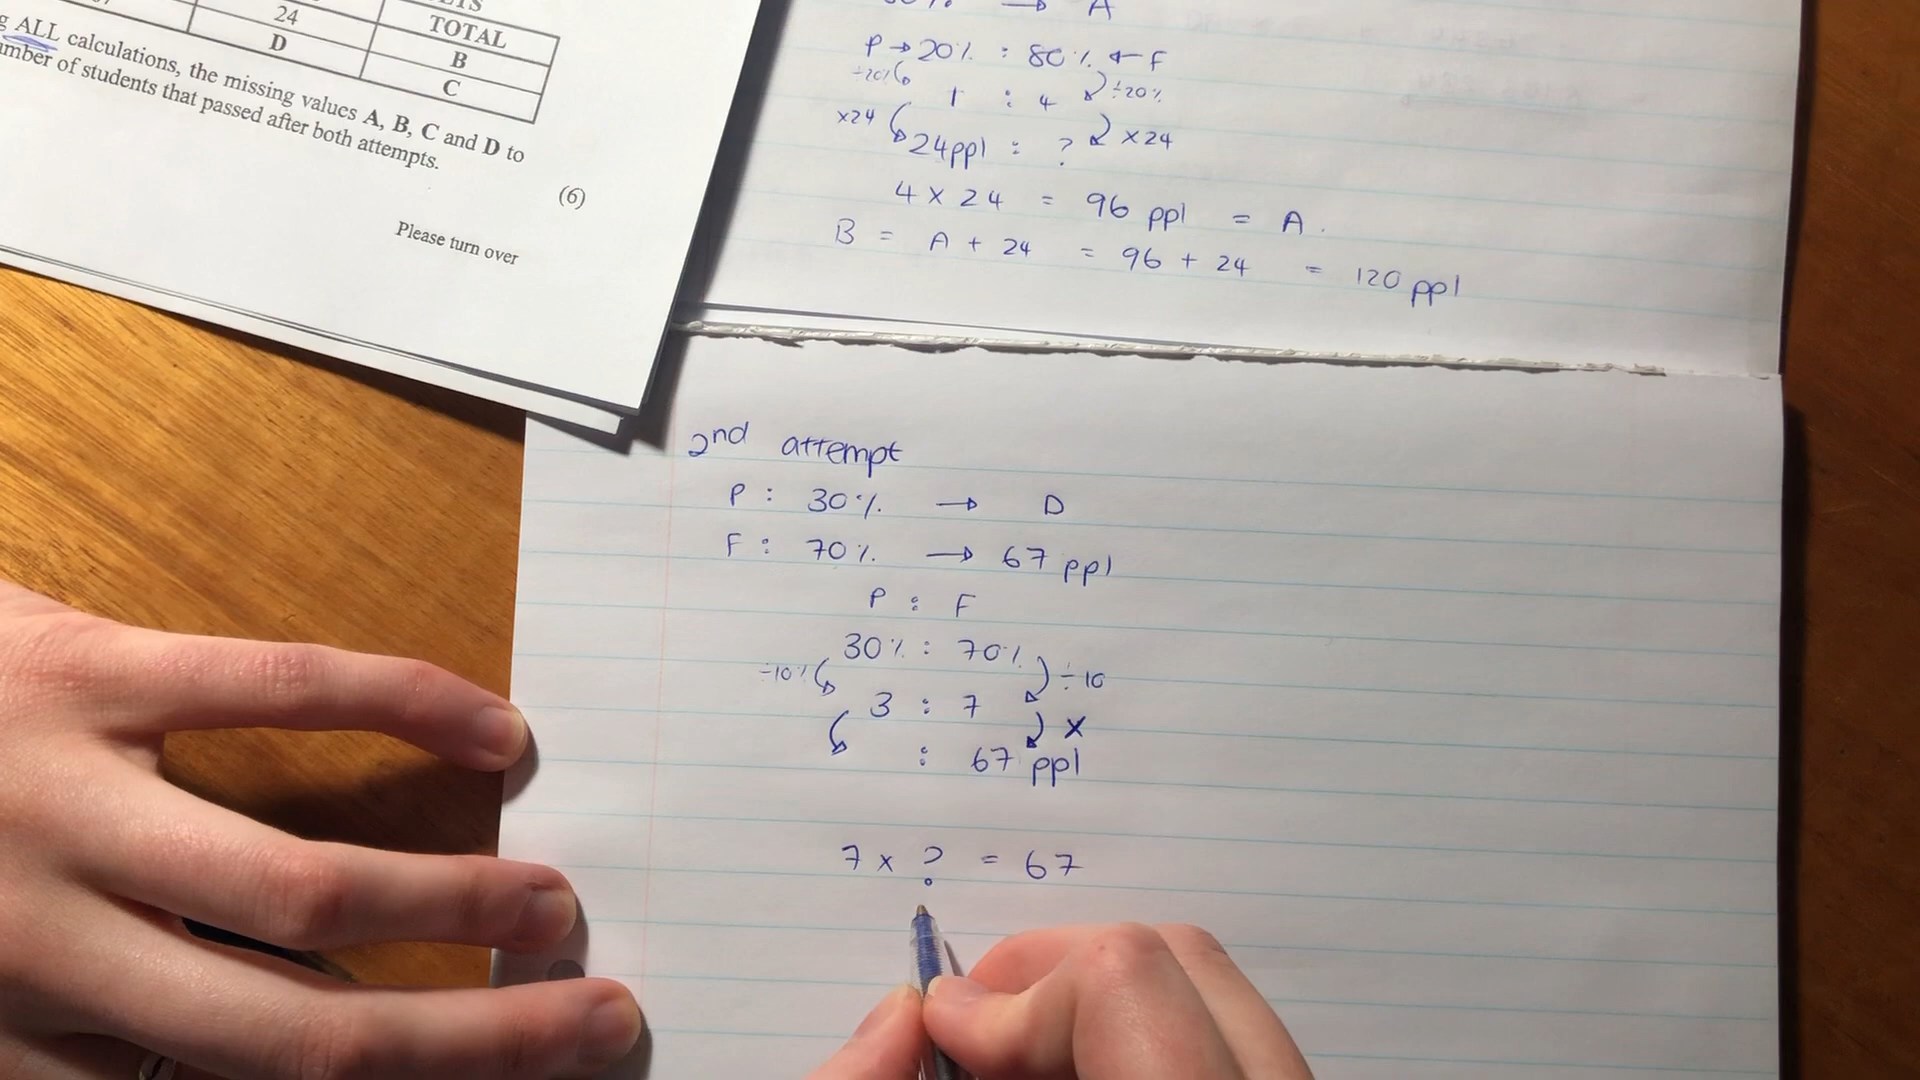 24
TOTAL
D
B
C
ALL calculations, the missing values A, B, C and D to
number of students that passed after both attempts.
(6)
Please turn over
→ A
P → 20% : 80% ← F
÷20% ÷20%
1 : 4
×24 ×24
24ppl : ?
4 × 24 = 96 ppl = A.
B = A + 24 = 96 + 24 = 120 ppl
2nd attempt
P : 30% → D
F : 70% → 67 ppl
P : F
30% : 70%
÷10% ÷10
3 : 7
×
: 67 ppl
7 × ? = 67